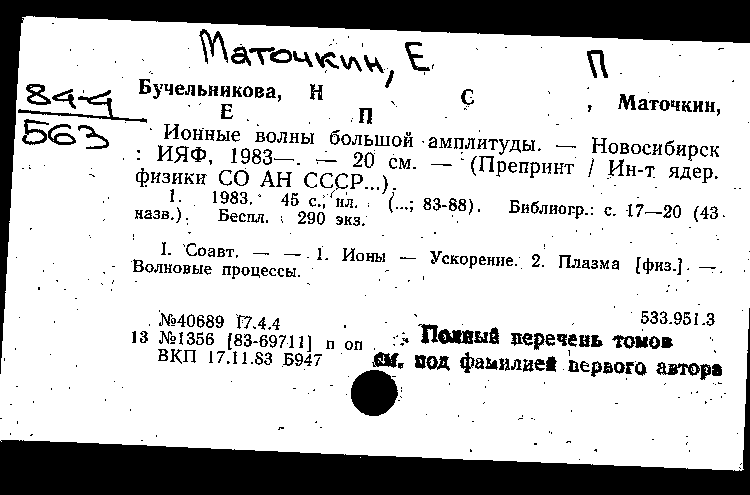 Маточкин, Е П
84-4
563
Бучельникова, Н С , Маточкин,
Е П
Ионные волны большой амплитуды. — Новосибирск
: ИЯФ, 1983—. — 20 см. — (Препринт / Ин-т ядер.
физики СО АН СССР...).
1. 1983. 45 с., ил. (...; 83-88). Библиогр.: с. 17—20 (43
назв.). Беспл. 290 экз.
I. Соавт. — — 1. Ионы — Ускорение. 2. Плазма [физ.] —
Волновые процессы.
№40689 17.4.4 533.951.3
13 №1356 [83-69711] п оп
ВКП 17.11.83 Б947
Полный перечень томов
см. под фамилией первого автора